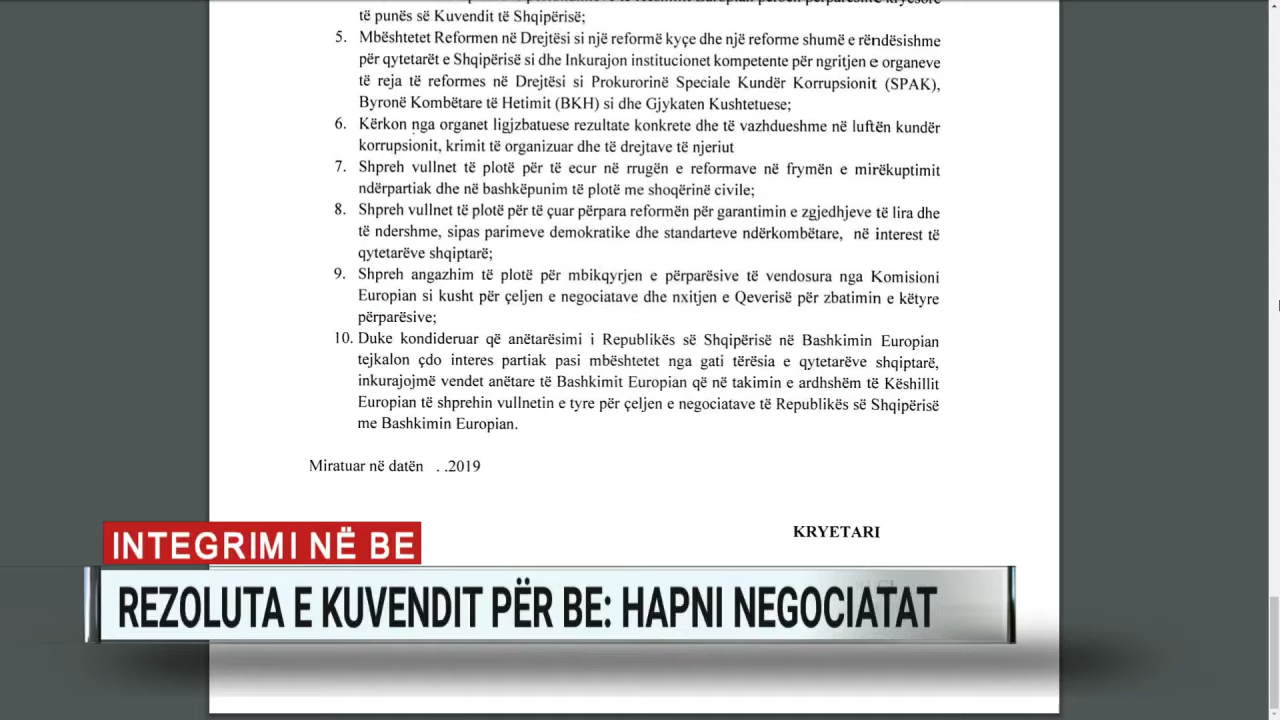 të punës së Kuvendit të Shqipërisë;
5. Mbështetet Reformen në Drejtësi si një reformë kyçe dhe një reforme shumë e rëndësishme
për qytetarët e Shqipërisë si dhe Inkurajon institucionet kompetente për ngritjen e organeve
të reja të reformes në Drejtësi si Prokurorinë Speciale Kundër Korrupsionit (SPAK),
Byronë Kombëtare të Hetimit (BKH) si dhe Gjykaten Kushtetuese;
6. Kërkon nga organet ligjzbatuese rezultate konkrete dhe të vazhdueshme në luftën kundër
korrupsionit, krimit të organizuar dhe të drejtave të njeriut
7. Shpreh vullnet të plotë për të ecur në rrugën e reformave në frymën e mirëkuptimit
ndërpartiak dhe në bashkëpunim të plotë me shoqërinë civile;
8. Shpreh vullnet të plotë për të çuar përpara reformën për garantimin e zgjedhjeve të lira dhe
të ndershme, sipas parimeve demokratike dhe standarteve ndërkombëtare, në interest të
qytetarëve shqiptarë;
9. Shpreh angazhim të plotë për mbikqyrjen e përparësive të vendosura nga Komisioni
Europian si kusht për çeljen e negociatave dhe nxitjen e Qeverisë për zbatimin e këtyre
përparësive;
10. Duke kondideruar që anëtarësimi i Republikës së Shqipërisë në Bashkimin Europian
tejkalon çdo interes partiak pasi mbështetet nga gati tërësia e qytetarëve shqiptarë,
inkurajojmë vendet anëtare të Bashkimit Europian që në takimin e ardhshëm të Këshillit
Europian të shprehin vullnetin e tyre për çeljen e negociatave të Republikës së Shqipërisë
me Bashkimin Europian.
Miratuar në datën . .2019
KRYETARI
INTEGRIMI NË BE
REZOLUTA E KUVENDIT PËR BE: HAPNI NEGOCIATAT